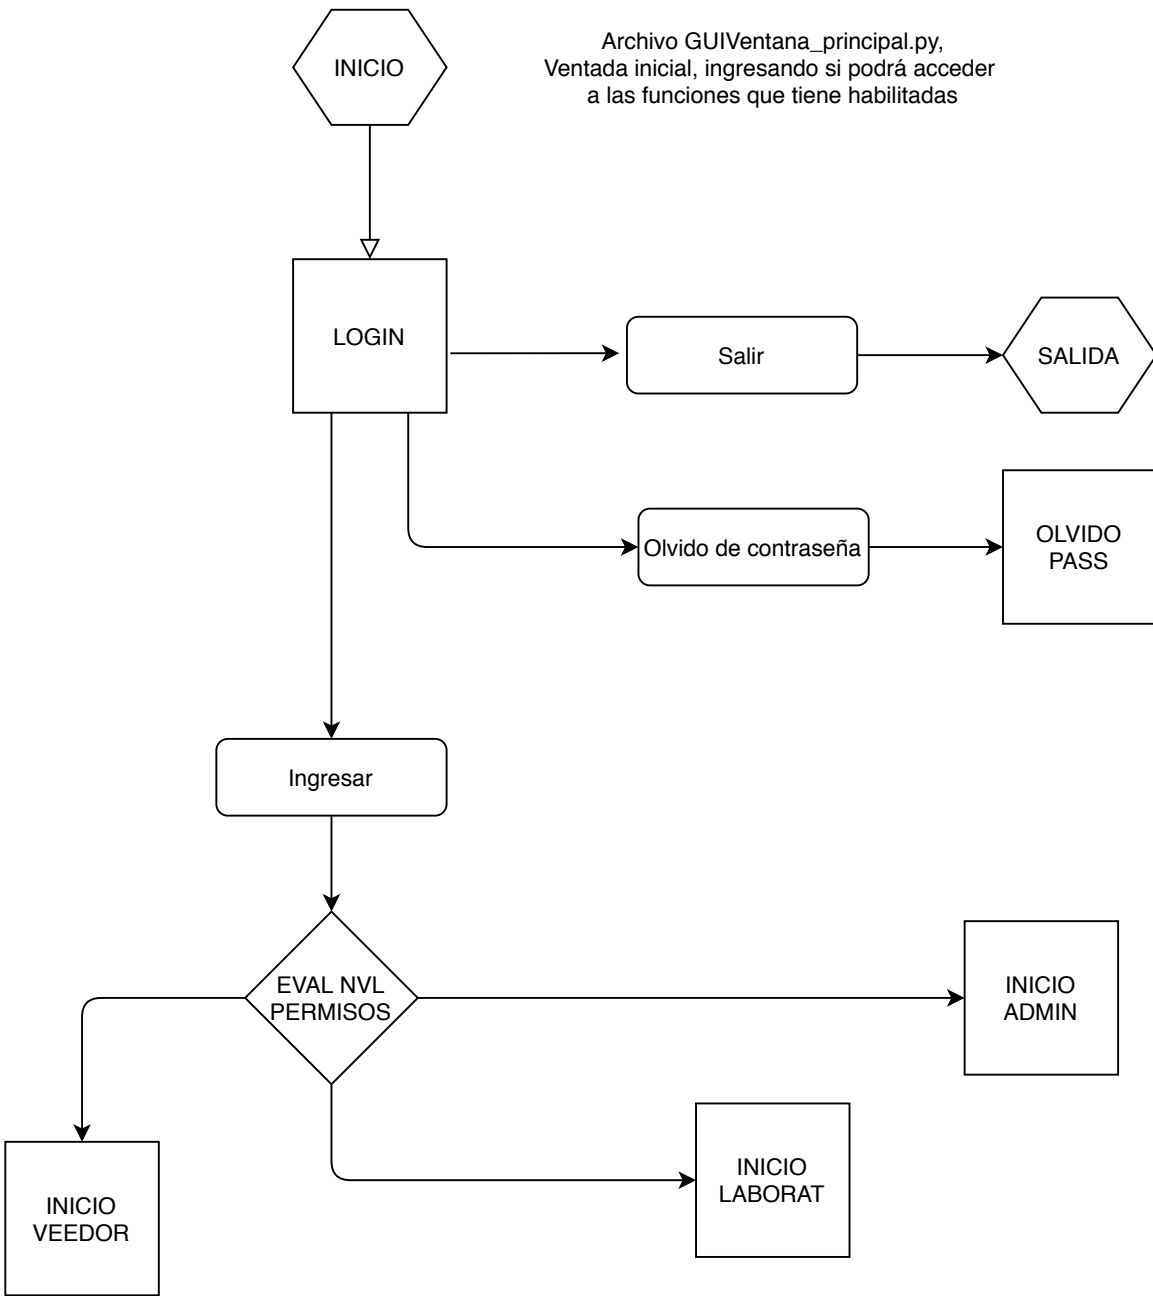 INICIO
Archivo GUIVentana_principal.py,
Ventada inicial, ingresando si podrá acceder
a las funciones que tiene habilitadas
LOGIN
Salir
SALIDA
Olvido de contraseña
OLVIDO
PASS
Ingresar
EVAL NVL
PERMISOS
INICIO
ADMIN
INICIO
LABORAT
INICIO
VEEDOR